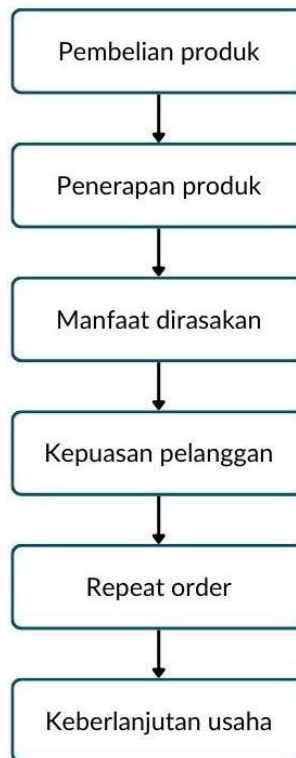 Pembelian produk
Penerapan produk
Manfaat dirasakan
Kepuasan pelanggan
Repeat order
Keberlanjutan usaha